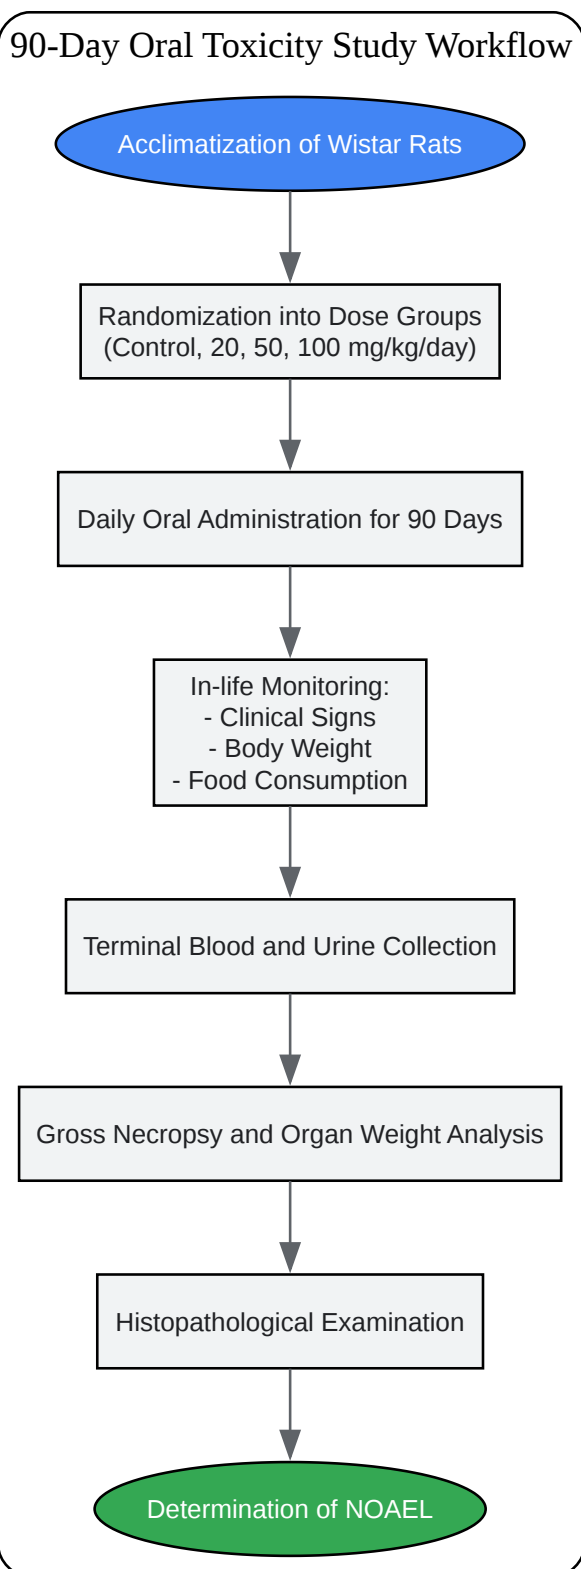 90-Day Oral Toxicity Study Workflow
Acclimatization of Wistar Rats
Randomization into Dose Groups
(Control, 20, 50, 100 mg/kg/day)
Daily Oral Administration for 90 Days
In-life Monitoring:
- Clinical Signs
- Body Weight
- Food Consumption
Terminal Blood and Urine Collection
Gross Necropsy and Organ Weight Analysis
Histopathological Examination
Determination of NOAEL